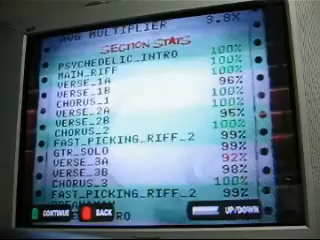 AVG MULTIPLIER 3.8X
SECTION STATS
PSYCHEDELIC_INTRO 100%
MAIN_RIFF 100%
VERSE_1A 96%
VERSE_1B 100%
CHORUS_1 100%
VERSE_2A 95%
VERSE_2B 100%
CHORUS_2 100%
FAST_PICKING_RIFF_2 99%
GTR_SOLO 99%
VERSE_3A 92%
VERSE_3B 98%
CHORUS_3 100%
FAST_PICKING_RIFF_2 99%
CONTINUE BACK UP/DOWN